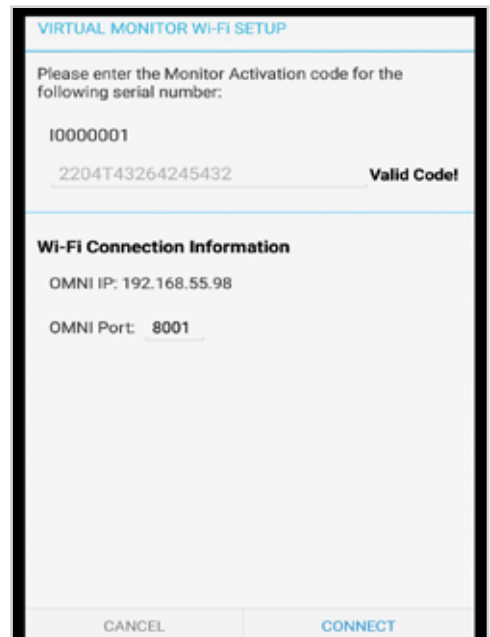 VIRTUAL MONITOR Wi-Fi SETUP
Please enter the Monitor Activation code for the
following serial number:
I0000001
2204T43264245432 Valid Code!
Wi-Fi Connection Information
OMNI IP: 192.168.55.98
OMNI Port: 8001
CANCEL CONNECT